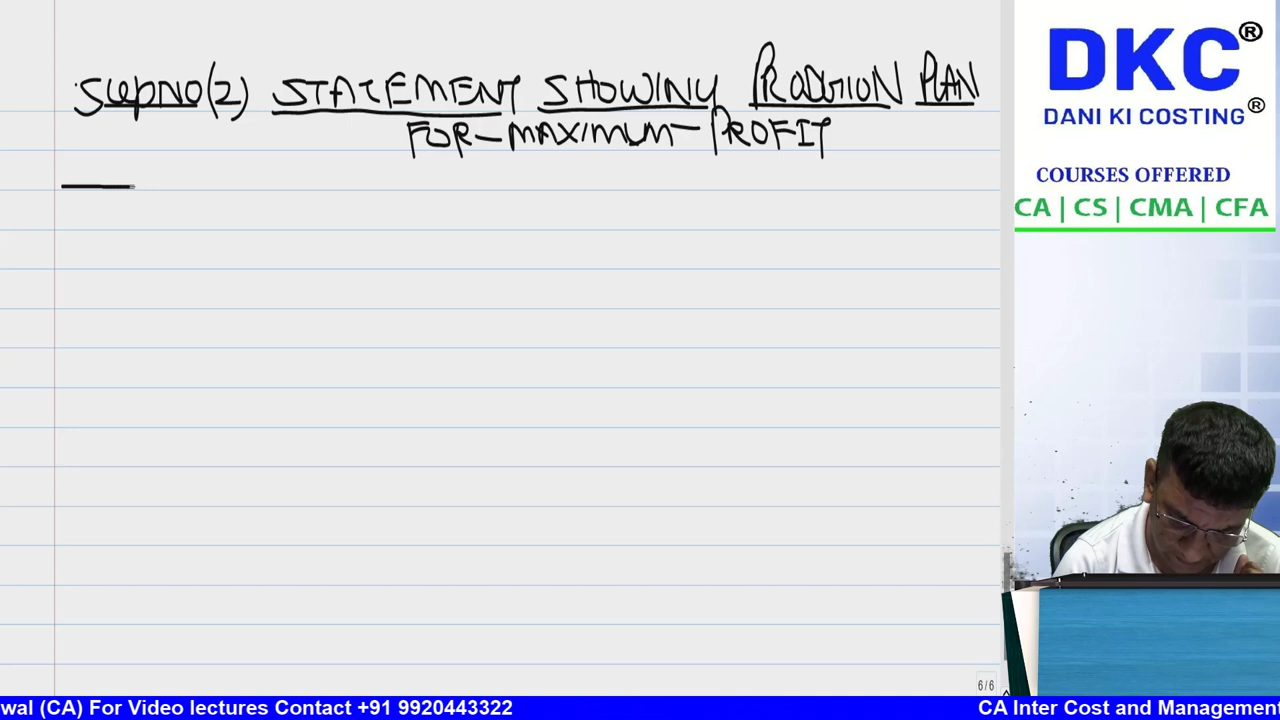 Step NO (2) STATEMENT SHOWING PRODUCTION PLAN
FOR - MAXIMUM - PROFIT
DKC®
DANI KI COSTING®
COURSES OFFERED
CA | CS | CMA | CFA
6/6
wal (CA) For Video lectures Contact +91 9920443322
CA Inter Cost and Management